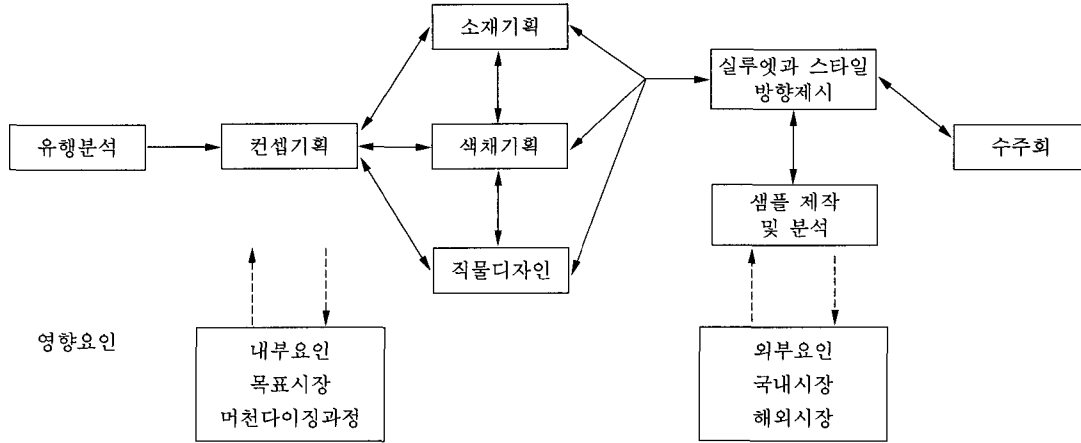 소재기획
실루엣과 스타일
방향제시
유행분석
컨셉기획
색채기획
수주회
샘플 제작
및 분석
직물디자인
영향요인
내부요인
목표시장
머천다이징과정
외부요인
국내시장
해외시장